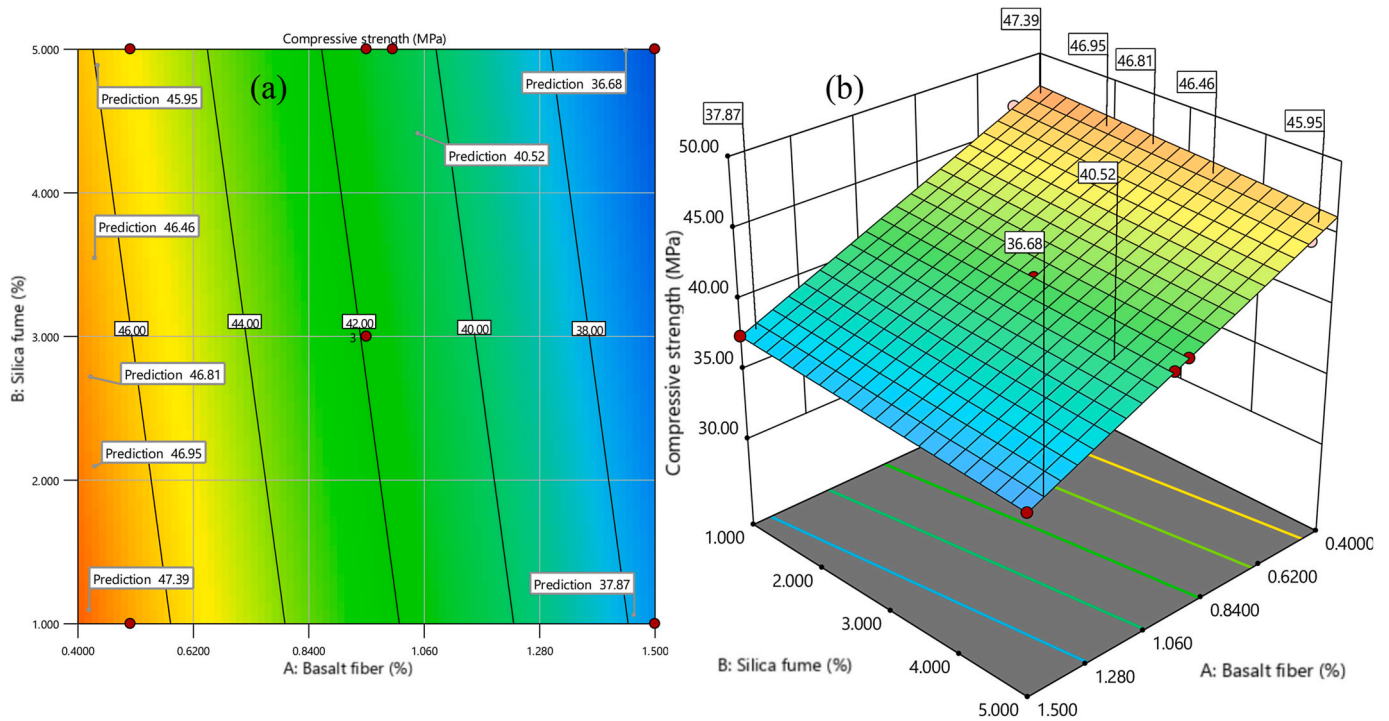 Compressive strength (MPa)
(a)
5.000
4.000
3.000
2.000
1.000
B: Silica fume (%)
Prediction 45.95
Prediction 36.68
Prediction 40.52
Prediction 46.46
46.00
44.00
42.00
40.00
38.00
3
Prediction 46.81
Prediction 46.95
Prediction 47.39
Prediction 37.87
0.4000
0.6200
0.8400
1.060
1.280
1.500
A: Basalt fiber (%)
(b)
47.39
46.95
46.81
46.46
45.95
37.87
40.52
36.68
50.00
45.00
40.00
35.00
30.00
Compressive strength (MPa)
1.000
2.000
3.000
4.000
5.000
B: Silica fume (%)
0.4000
0.6200
0.8400
1.060
1.280
1.500
A: Basalt fiber (%)